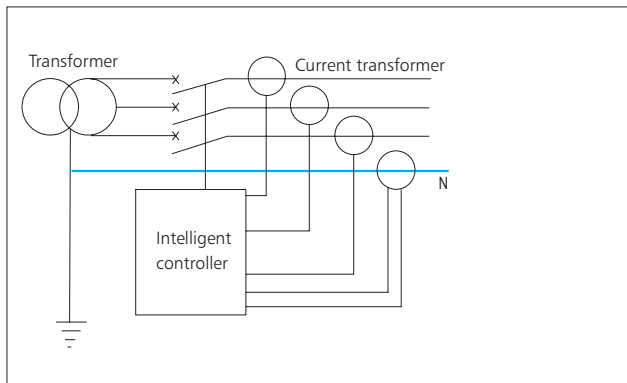 Transformer
Current transformer
N
Intelligent
controller